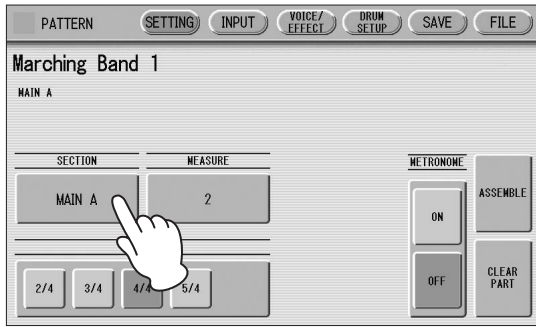 PATTERN SETTING INPUT VOICE/ EFFECT DRUM SETUP SAVE FILE
Marching Band 1
MAIN A
SECTION MEASURE METRONOME
MAIN A 2 ON ASSEMBLE
2/4 3/4 4/4 5/4 OFF CLEAR PART